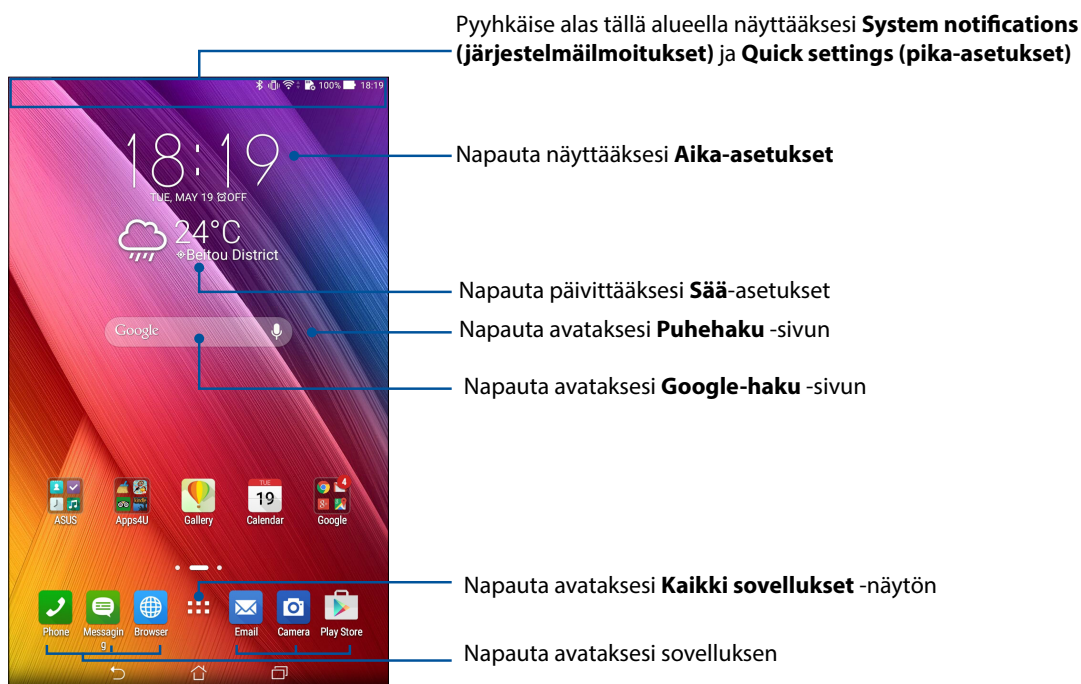 Pyyhkäise alas tällä alueella näyttääksesi System notifications
(järjestelmäilmoitukset) ja Quick settings (pika-asetukset)
100% 18:19
18:19
Napauta näyttääksesi Aika-asetukset
TUE, MAY 19 OFF
24°C
Beitou District
Napauta päivittääksesi Sää-asetukset
Google
Napauta avataksesi Puhehaku -sivun
Napauta avataksesi Google-haku -sivun
TUE
19
4
ASUS Apps4U Gallery Calendar Google
Napauta avataksesi Kaikki sovellukset -näytön
Phone Messagin Browser Email Camera Play Store
g
Napauta avataksesi sovelluksen